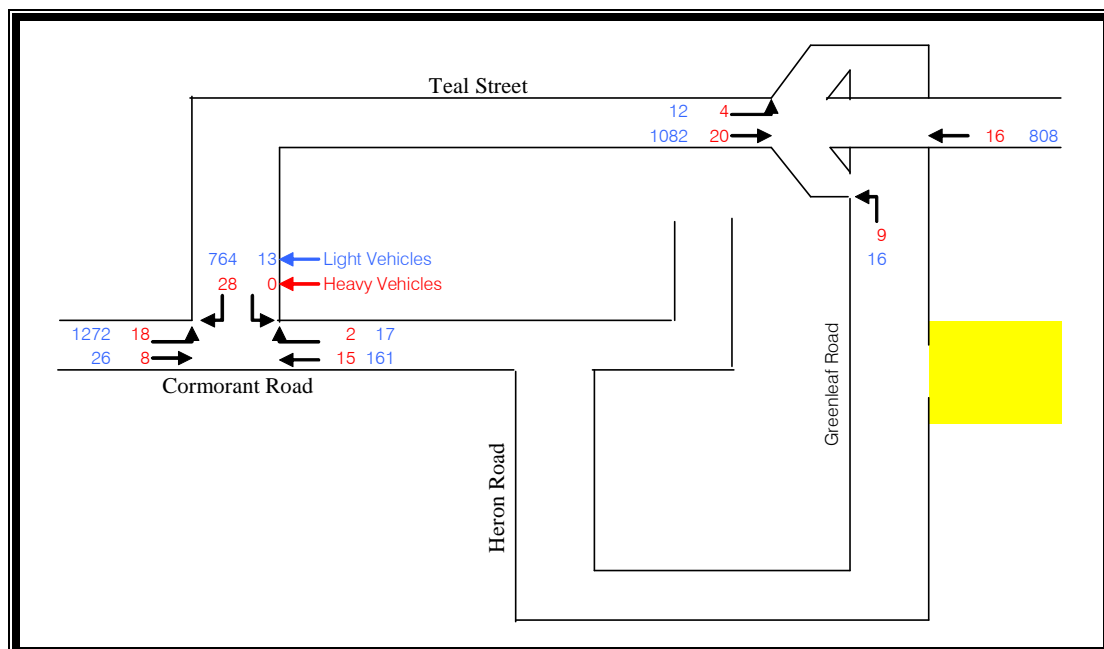 Teal Street
12 4
1082 20
16 808
9
16
764 13 Light Vehicles
28 0 Heavy Vehicles
1272 18
2 17
26 8
15 161
Cormorant Road
Greenleaf Road
Heron Road